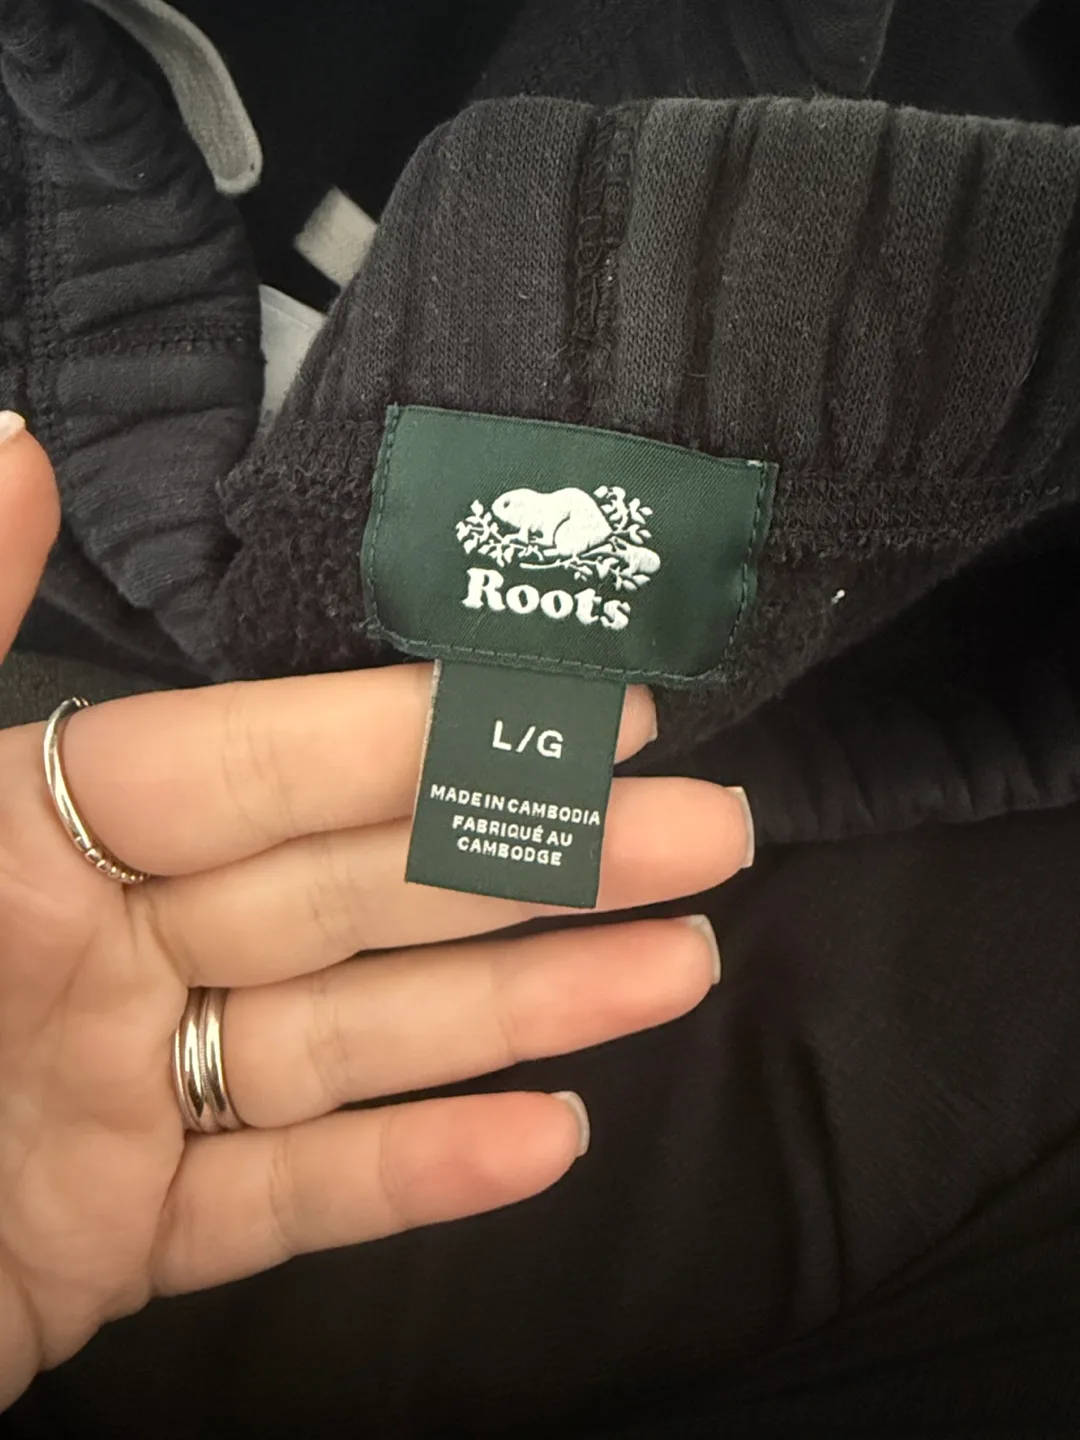 Roots
L/G
MADE IN CAMBODIA
FABRIQUÉ AU
CAMBODGE